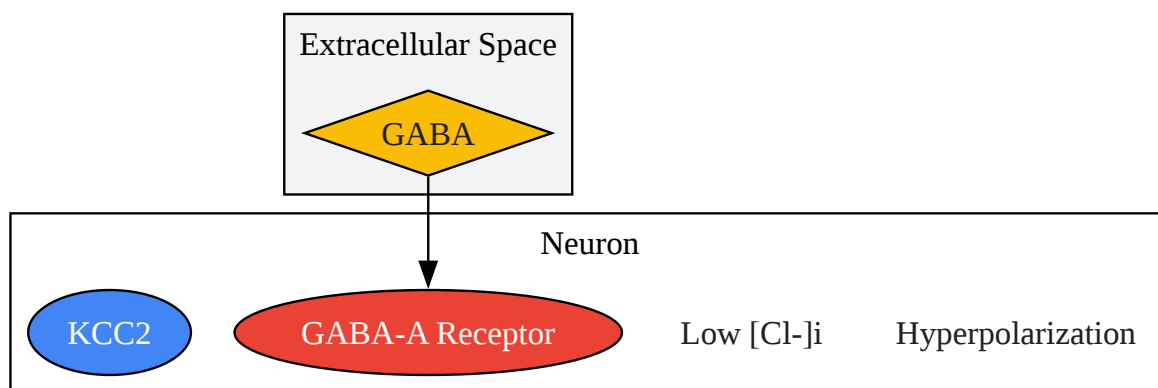 Extracellular Space
GABA
Neuron
KCC2
GABA-A Receptor
Low [Cl-]i
Hyperpolarization